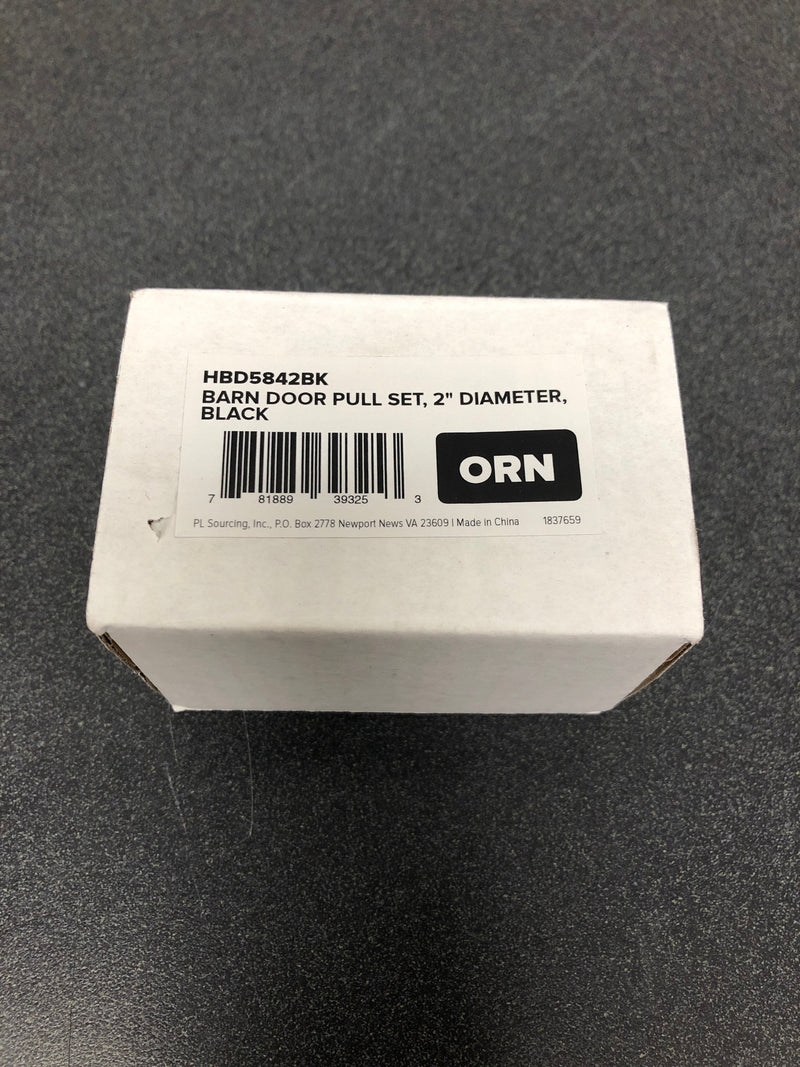 HBD5842BK
BARN DOOR PULL SET, 2" DIAMETER,
BLACK
ORN
7 81889 39325 3
PL Sourcing, Inc., P.O. Box 2778 Newport News VA 23609 | Made in China 1837659